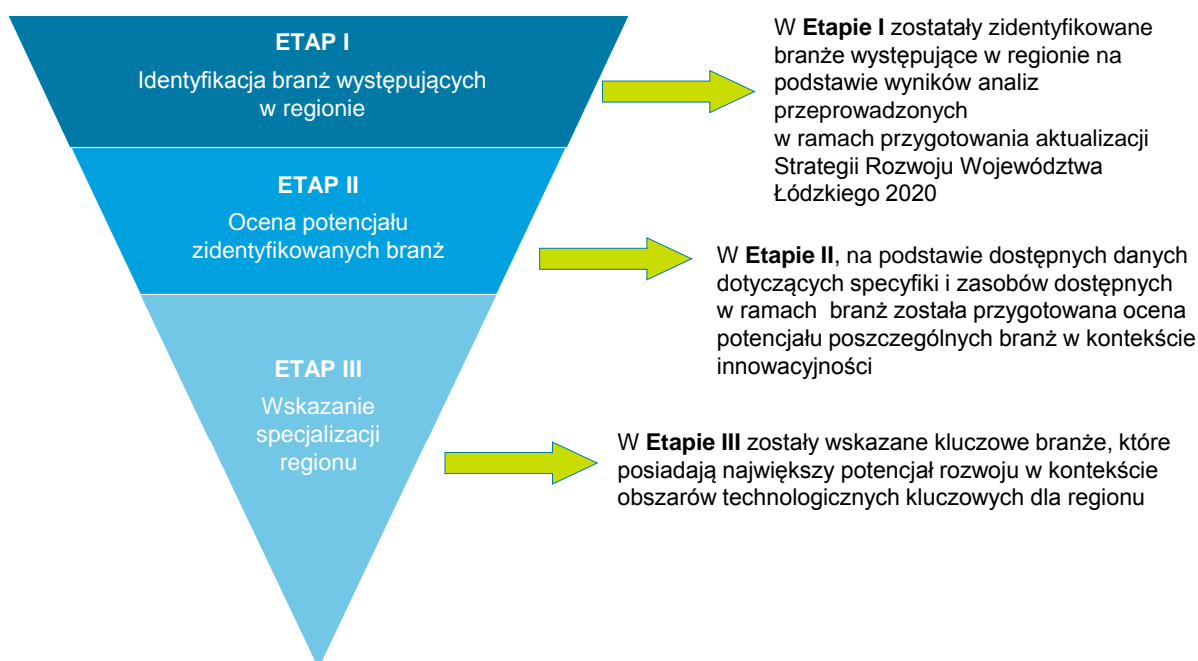 ETAP I
Identyfikacja branż występujących
w regionie
W Etapie I zostatały zidentyfikowane
branże występujące w regionie na
podstawie wyników analiz
przeprowadzonych
w ramach przygotowania aktualizacji
Strategii Rozwoju Województwa
Łódzkiego 2020
ETAP II
Ocena potencjału
zidentyfikowanych branż
W Etapie II, na podstawie dostępnych danych
dotyczących specyfiki i zasobów dostępnych
w ramach branż została przygotowana ocena
potencjału poszczególnych branż w kontekście
innowacyjności
ETAP III
Wskazanie
specjalizacji
regionu
W Etapie III zostały wskazane kluczowe branże, które
posiadają największy potencjał rozwoju w kontekście
obszarów technologicznych kluczowych dla regionu